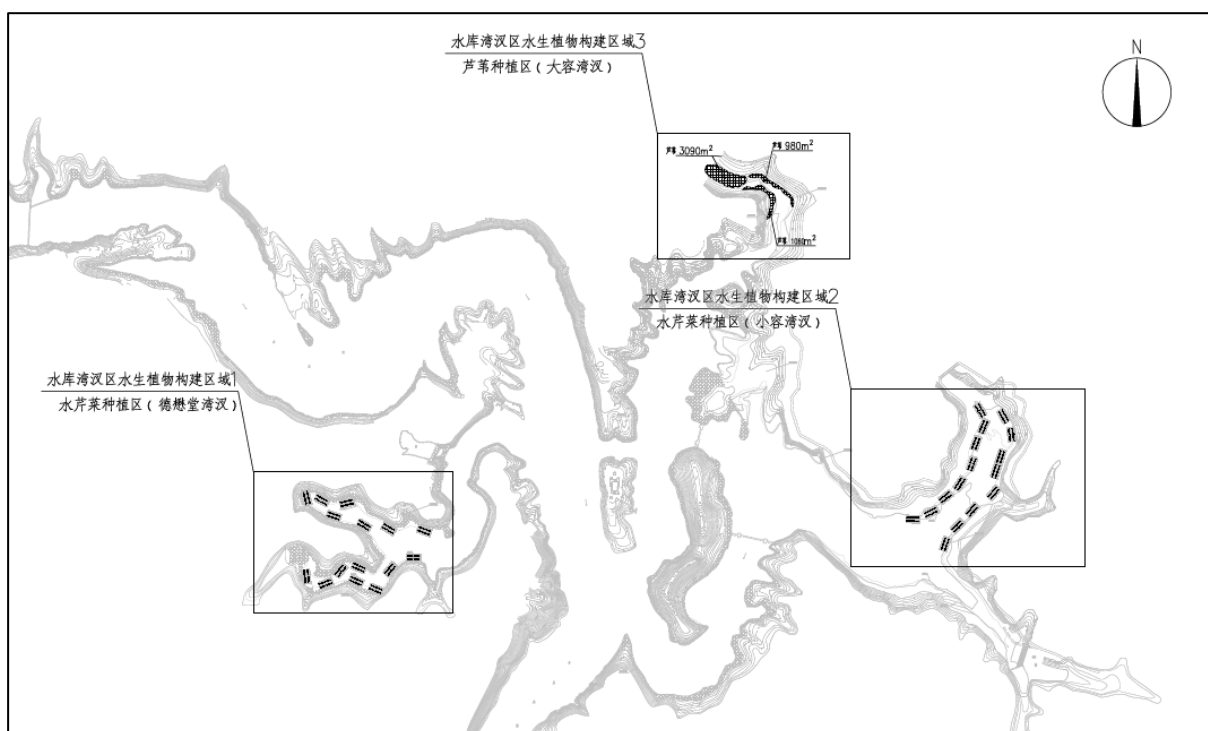 水库湾汊区水生植物构建区域3
芦苇种植区(大容湾汊)
N
芦苇 3090m²
芦苇 980m²
芦苇 1080m²
水库湾汊区水生植物构建区域2
水芹菜种植区(小容湾汊)
水库湾汊区水生植物构建区域1
水芹菜种植区(德懋堂湾汊)